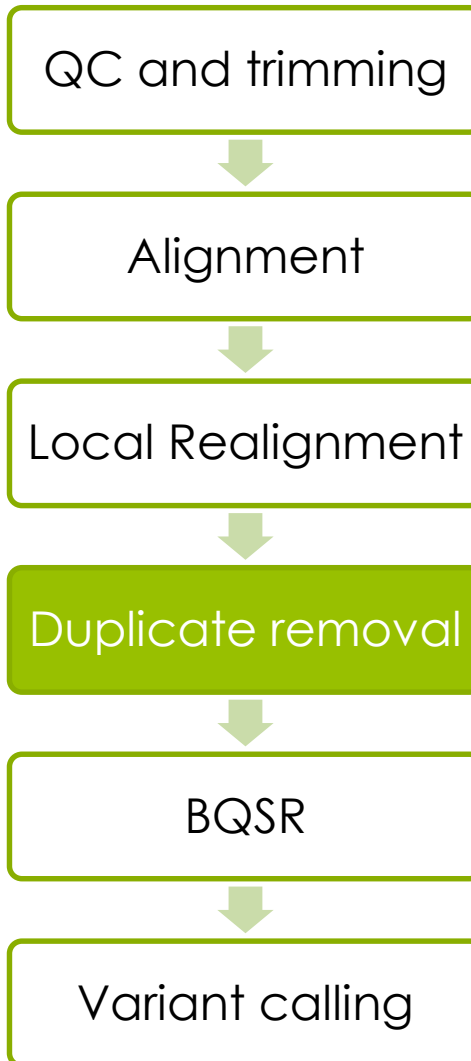 QC and trimming
Alignment
Local Realignment
Duplicate removal
BQSR
Variant calling